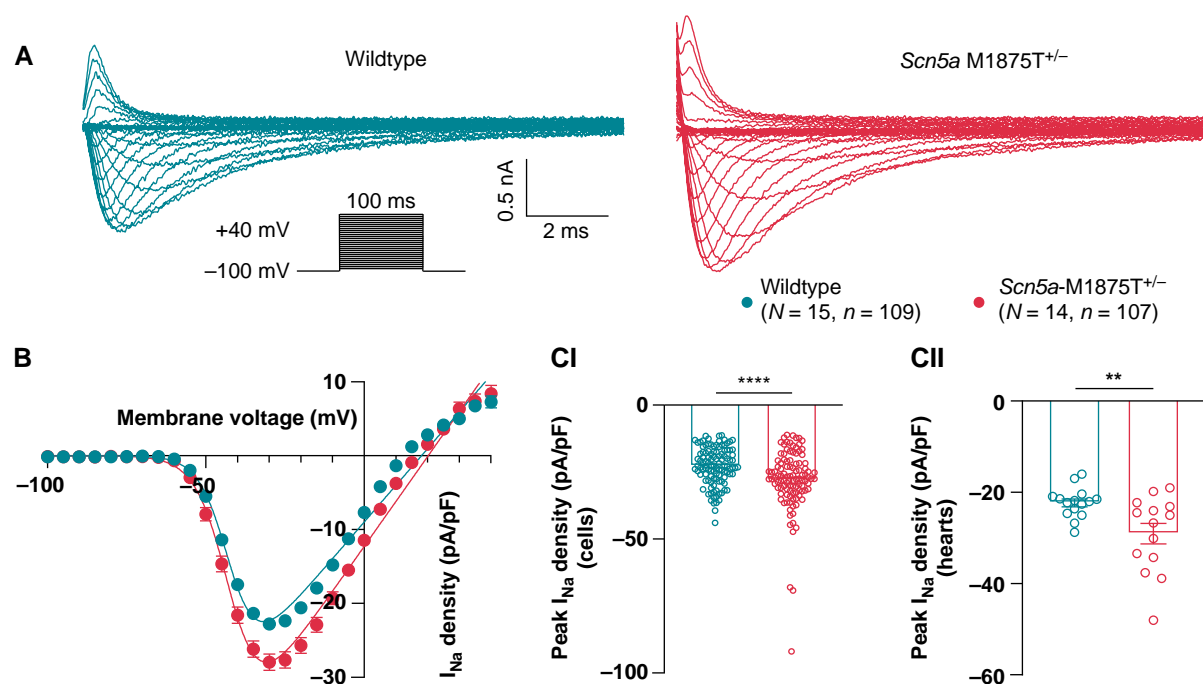 A
Wildtype
Scn5a M1875T+/–
100 ms
+40 mV
–100 mV
0.5 nA
2 ms
Wildtype
(N = 15, n = 109)
Scn5a-M1875T+/–
(N = 14, n = 107)
B
Membrane voltage (mV)
10
–100
–50
–10
–20
–30
INa density (pA/pF)
CI
****
0
–50
–100
Peak INa density (pA/pF)
(cells)
CII
**
0
–20
–40
–60
Peak INa density (pA/pF)
(hearts)